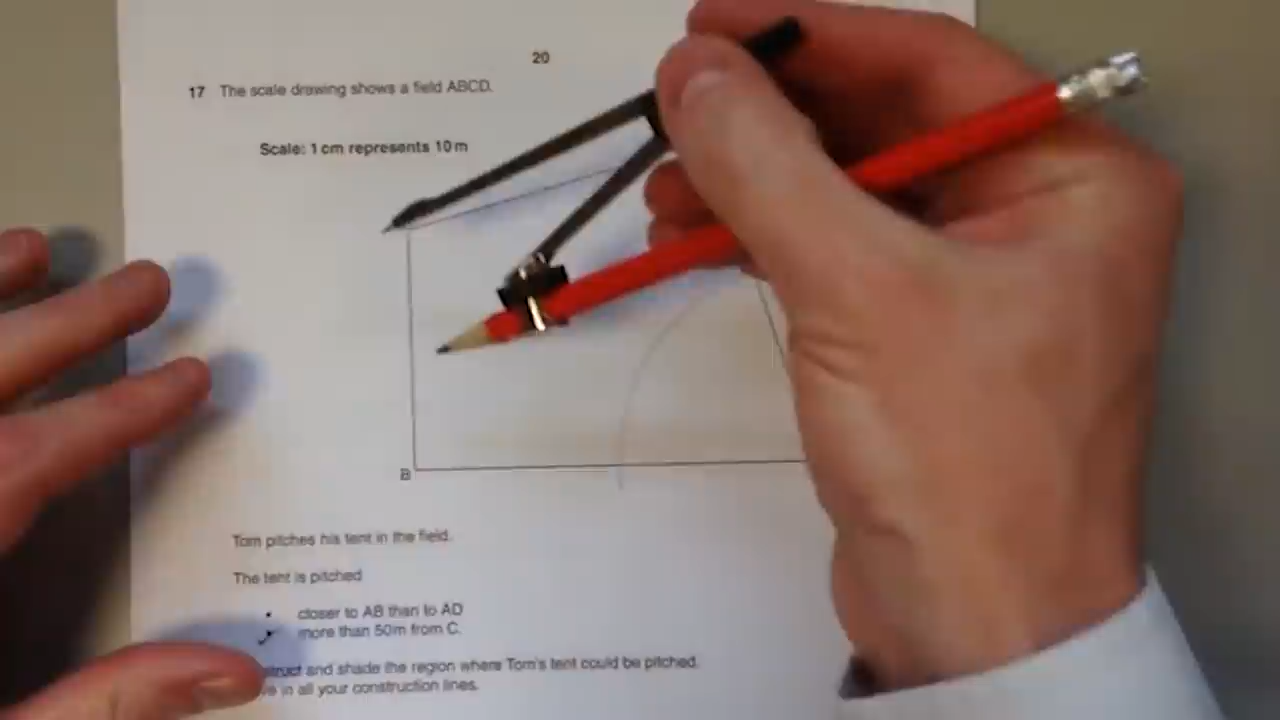 20
17 The scale drawing shows a field ABCD.
Scale: 1 cm represents 10 m
B
Tom pitches his tent in the field.
The tent is pitched
• closer to AB than to AD
more than 50m from C.
struct and shade the region where Tom's tent could be pitched.
in all your construction lines.